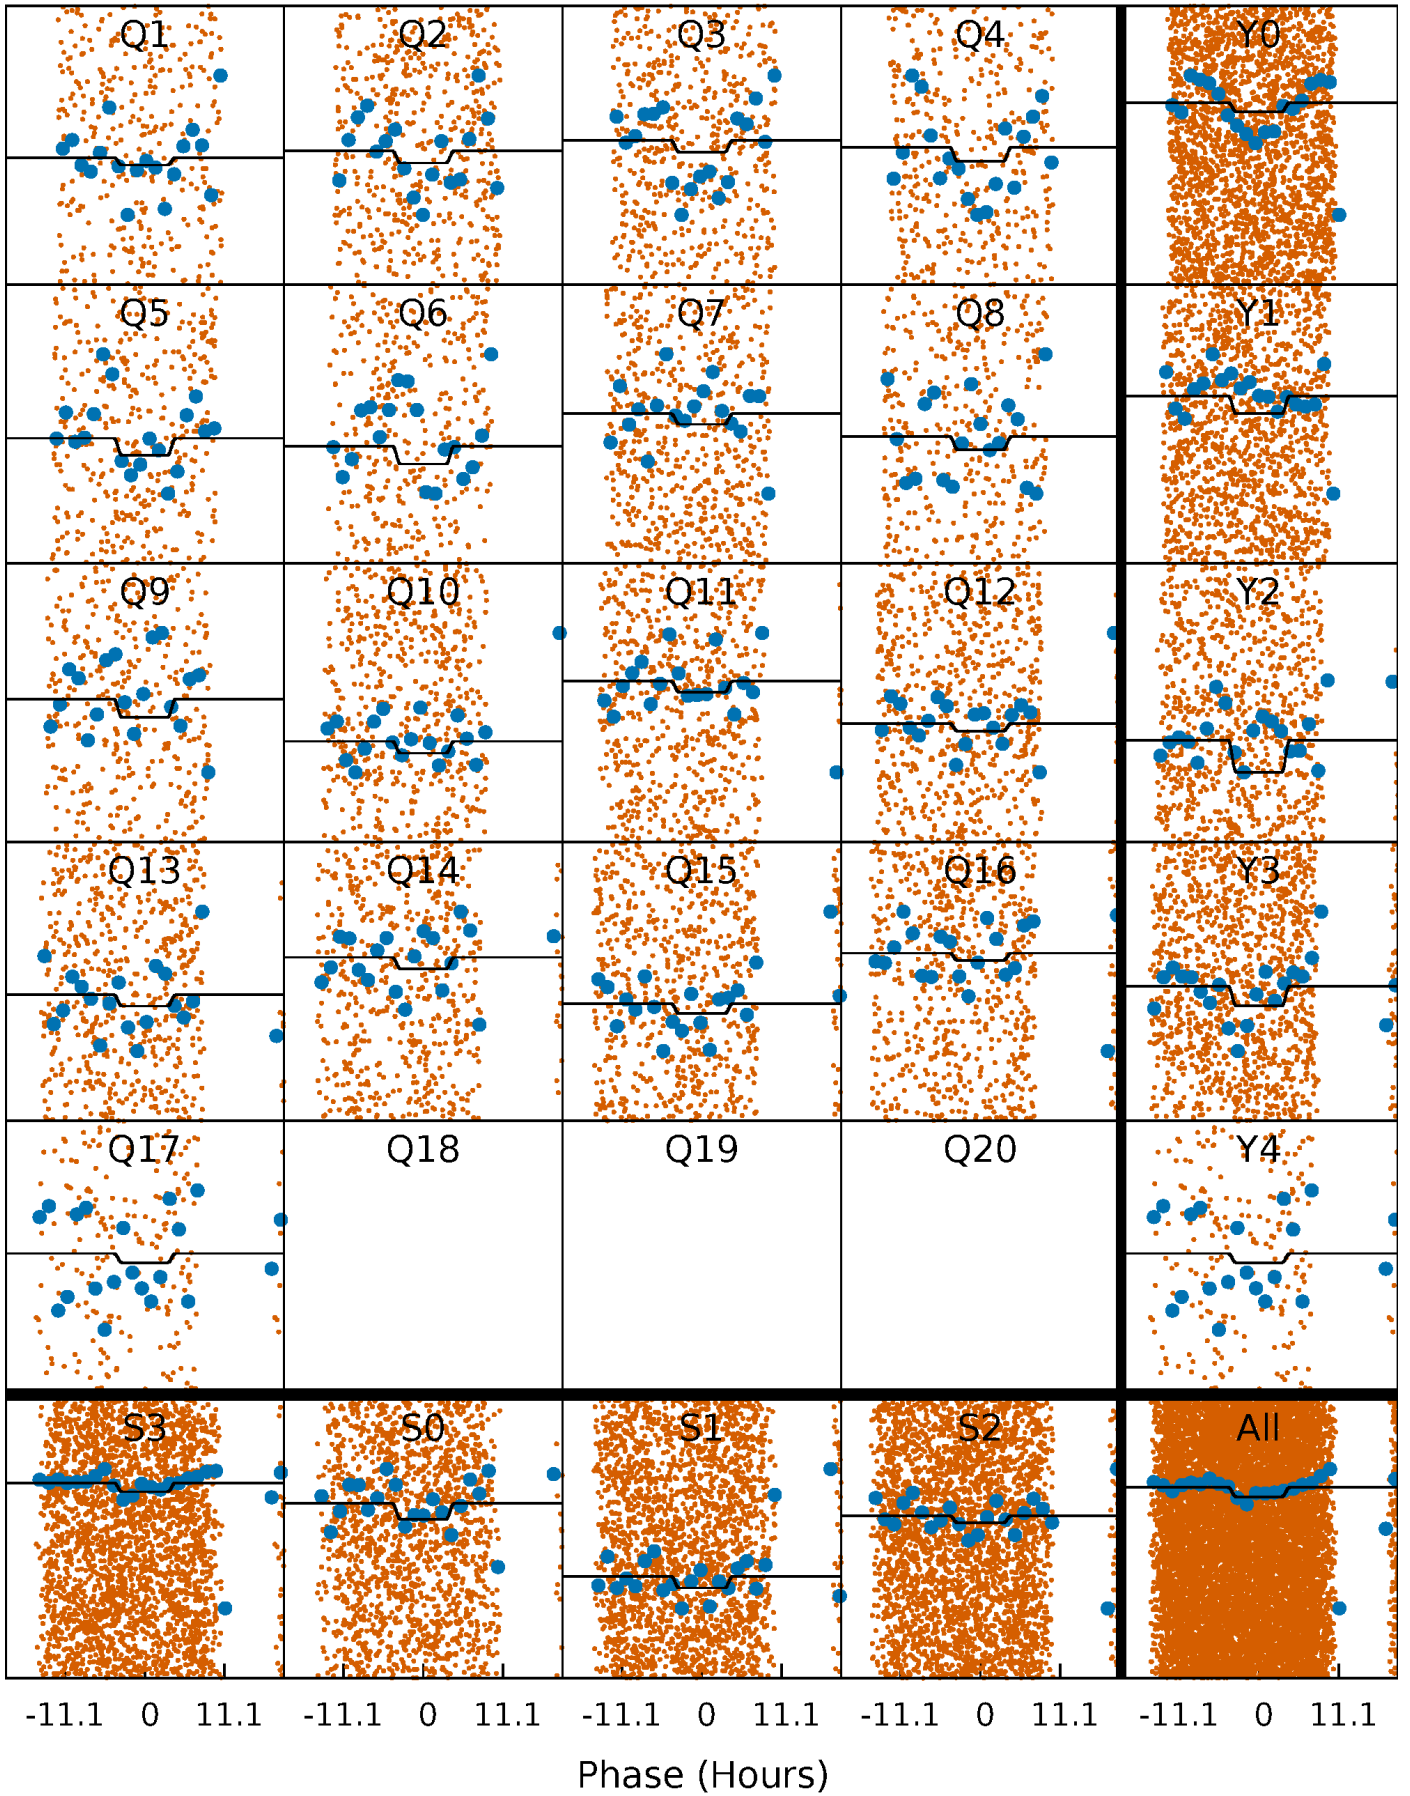 Q1 Q2 Q3 Q4 Y0
Q5 Q6 Q7 Q8 Y1
Q9 Q10 Q11 Q12 Y2
Q13 Q14 Q15 Q16 Y3
Q17 Q18 Q19 Q20 Y4
S3 S0 S1 S2 All
-11.1 0 11.1 -11.1 0 11.1 -11.1 0 11.1 -11.1 0 11.1 -11.1 0 11.1
Phase (Hours)